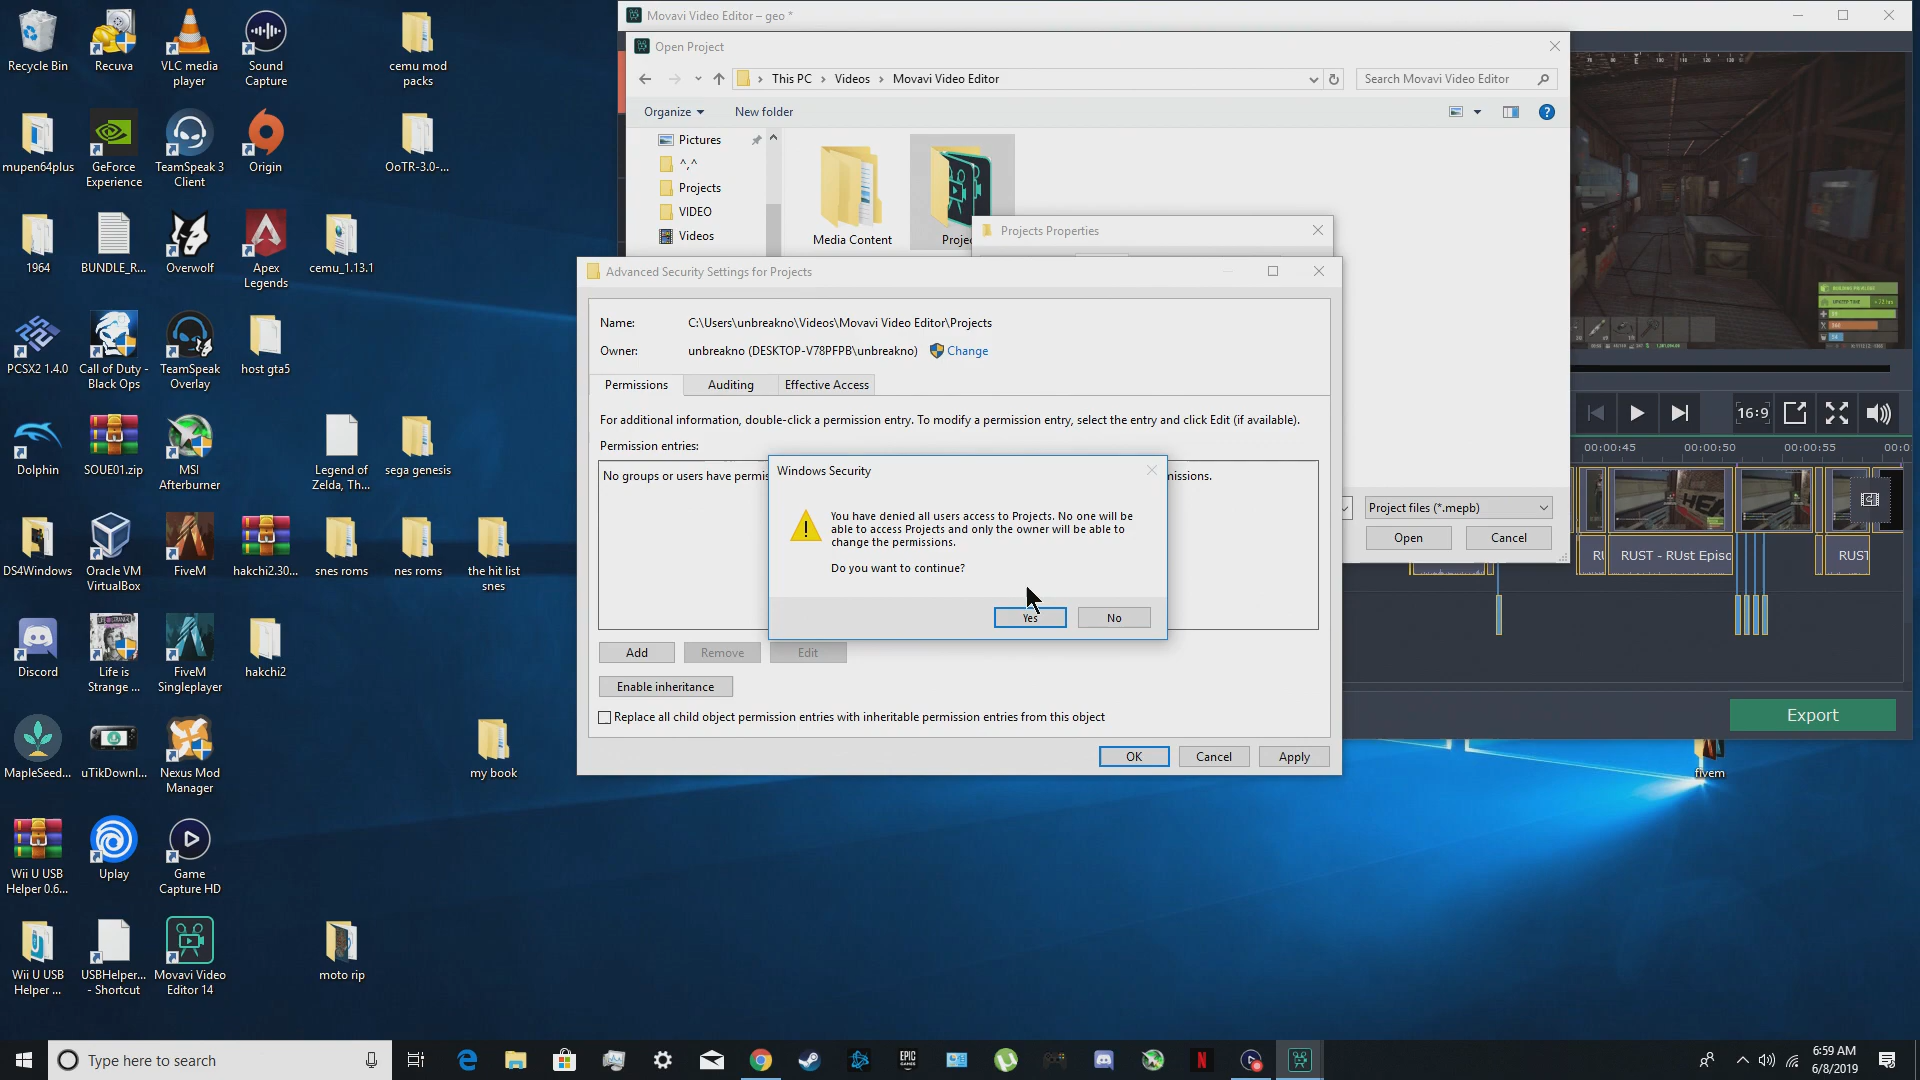 Movavi Video Editor – geo *
Open Project
This PC > Videos > Movavi Video Editor
Search Movavi Video Editor
Organize
New folder
Pictures
^,^
Projects
VIDEO
Videos
Media Content
Projec
Projects Properties
Advanced Security Settings for Projects
Name: C:\Users\unbreakno\Videos\Movavi Video Editor\Projects
Owner: unbreakno (DESKTOP-V78PFPB\unbreakno) Change
Permissions
Auditing
Effective Access
For additional information, double-click a permission entry. To modify a permission entry, select the entry and click Edit (if available).
Permission entries:
No groups or users have permis
nissions.
Windows Security
You have denied all users access to Projects. No one will be
able to access Projects and only the owner will be able to
change the permissions.
Do you want to continue?
Yes
No
Add
Remove
Edit
Enable inheritance
Replace all child object permission entries with inheritable permission entries from this object
OK
Cancel
Apply
Project files (*.mepb)
Open
Cancel
16:9
00:00:45
00:00:50
00:00:55
00:0
RU
RUST - RUst Episc
RUST
Export
Recycle Bin
Recuva
VLC media
player
Sound
Capture
cemu mod
packs
mupen64plus
GeForce
Experience
TeamSpeak 3
Client
Origin
OoTR-3.0-...
1964
BUNDLE_R...
Overwolf
Apex
Legends
cemu_1.13.1
PCSX2 1.4.0
Call of Duty -
Black Ops
TeamSpeak
Overlay
host gta5
Dolphin
SOUE01.zip
MSI
Afterburner
Legend of
Zelda, Th...
sega genesis
DS4Windows
Oracle VM
VirtualBox
FiveM
hakchi2.30...
snes roms
nes roms
the hit list
snes
Discord
Life is
Strange ...
FiveM
Singleplayer
hakchi2
MapleSeed...
uTikDownl...
Nexus Mod
Manager
my book
fivem
Wii U USB
Helper 0.6...
Uplay
Game
Capture HD
Wii U USB
Helper ...
USBHelper...
- Shortcut
Movavi Video
Editor 14
moto rip
Type here to search
EPIC
GAMES
N
6:59 AM
6/8/2019